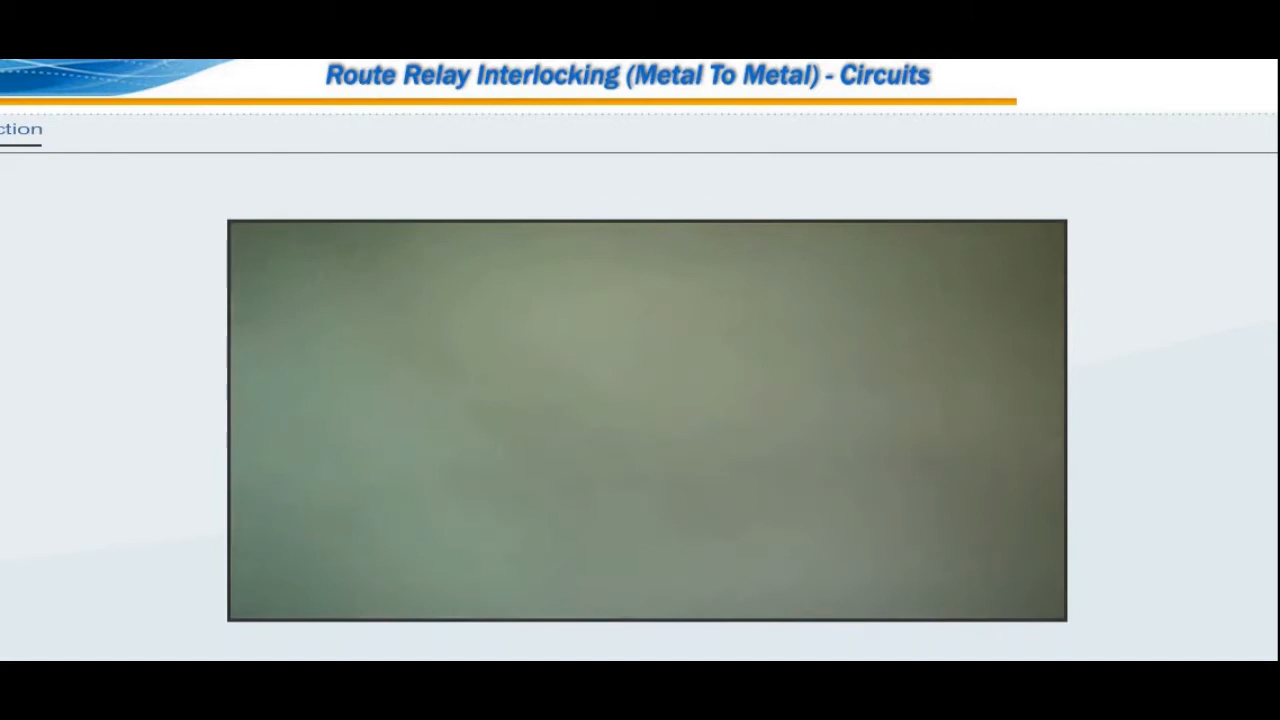 Route Relay Interlocking (Metal To Metal) - Circuits
ction